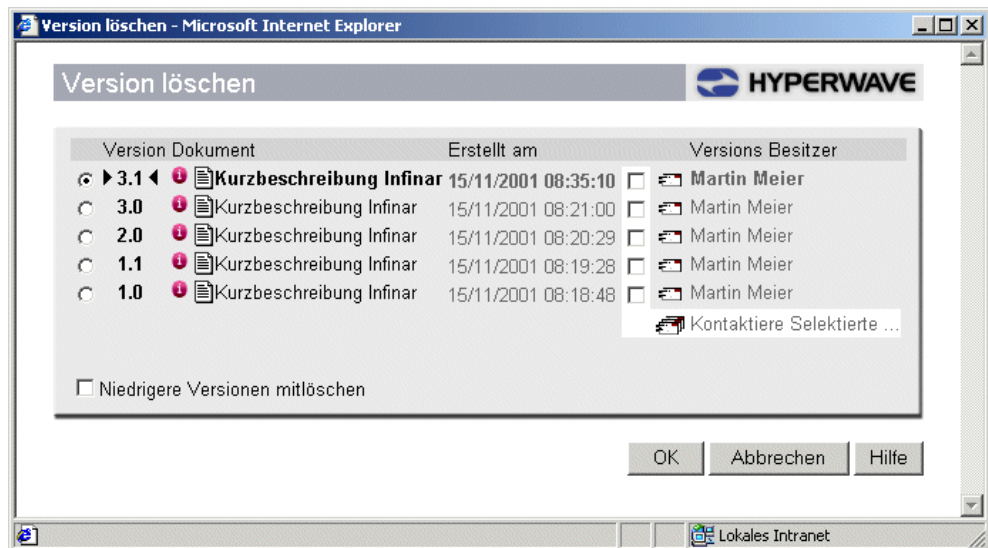 Version löschen - Microsoft Internet Explorer
Version löschen HYPERWAVE
Version Dokument Erstellt am Versions Besitzer
3.1 Kurzbeschreibung Infinar 15/11/2001 08:35:10 Martin Meier
3.0 Kurzbeschreibung Infinar 15/11/2001 08:21:00 Martin Meier
2.0 Kurzbeschreibung Infinar 15/11/2001 08:20:29 Martin Meier
1.1 Kurzbeschreibung Infinar 15/11/2001 08:19:28 Martin Meier
1.0 Kurzbeschreibung Infinar 15/11/2001 08:18:48 Martin Meier
Kontaktiere Selektierte ...
Niedrigere Versionen mitlöschen
OK Abbrechen Hilfe
Lokales Intranet